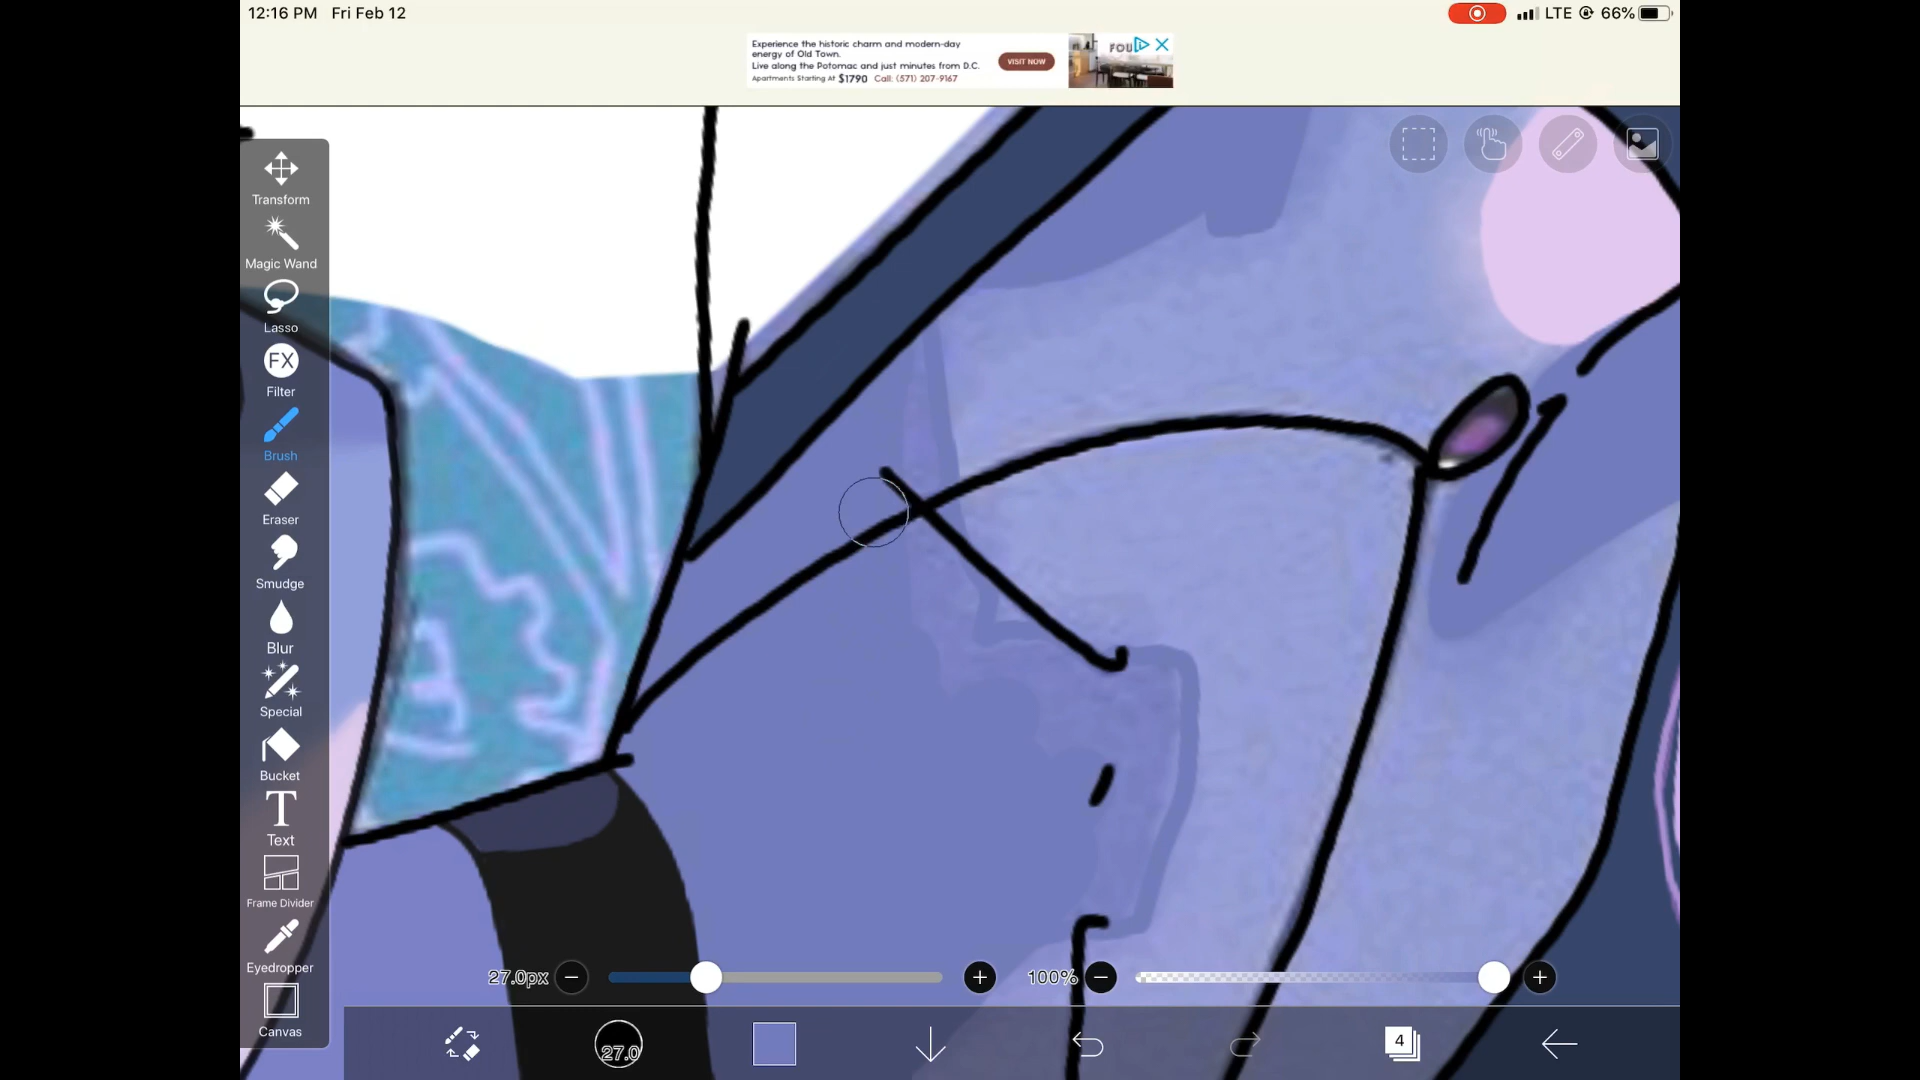 12:16 PM Fri Feb 12
LTE 66%
Experience the historic charm and modern-day
energy of Old Town.
Live along the Potomac and just minutes from D.C.
Apartments Starting At $1790 Call: (571) 207-9167
VISIT NOW
FOU
Transform
Magic Wand
Lasso
FX
Filter
Brush
Eraser
Smudge
Blur
Special
Bucket
T
Text
Frame Divider
Eyedropper
Canvas
27.0px
100%
27.0
4